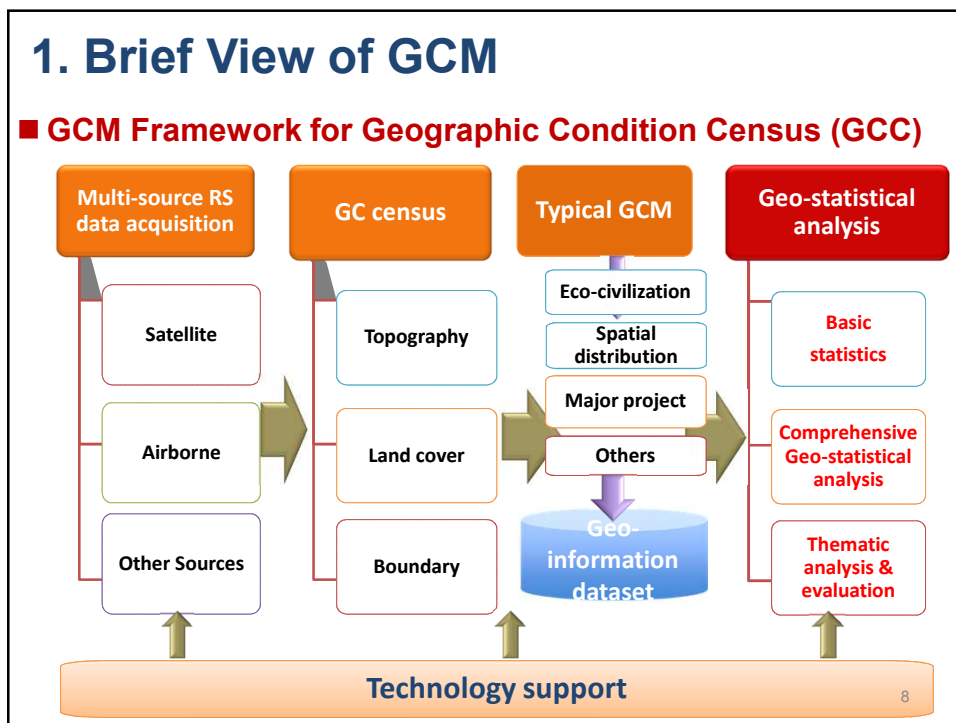 1. Brief View of GCM
GCM Framework for Geographic Condition Census (GCC)
Multi-source RS
data acquisition
Satellite
Airborne
Other Sources
GC census
Topography
Land cover
Boundary
Typical GCM
Eco-civilization
Spatial
distribution
Major project
Others
Geo-
information
dataset
Geo-statistical
analysis
Basic
statistics
Comprehensive
Geo-statistical
analysis
Thematic
analysis &
evaluation
Technology support
8